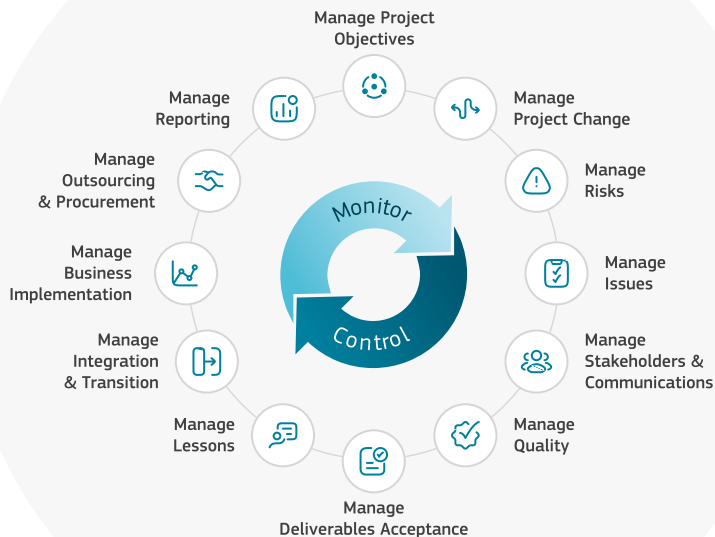 Manage Project
Objectives
Manage
Project Change
Manage
Risks
Manage
Issues
Manage
Stakeholders &
Communications
Manage
Quality
Manage
Deliverables Acceptance
Manage
Lessons
Manage
Integration
& Transition
Manage
Business
Implementation
Manage
Outsourcing
& Procurement
Manage
Reporting
Monitor
Control